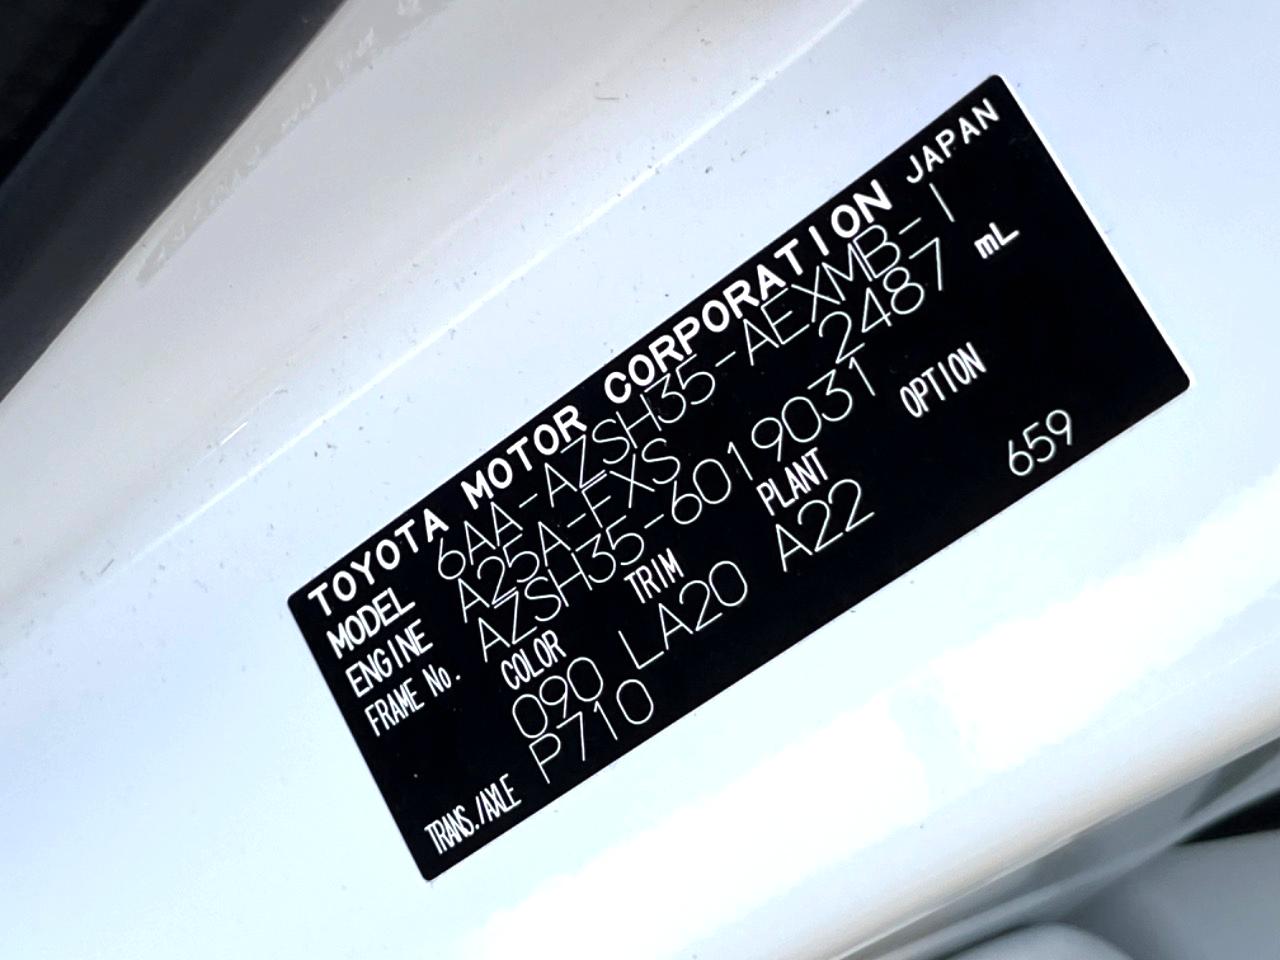 TOYOTA MOTOR CORPORATION JAPAN
MODEL 6AA-AZSH35-AEXMB-I
ENGINE A25A-FXS 2487 mL
FRAME No. AZSH35-6019031
COLOR TRIM PLANT OPTION
090 LA20 A22 659
TRANS./AXLE P710